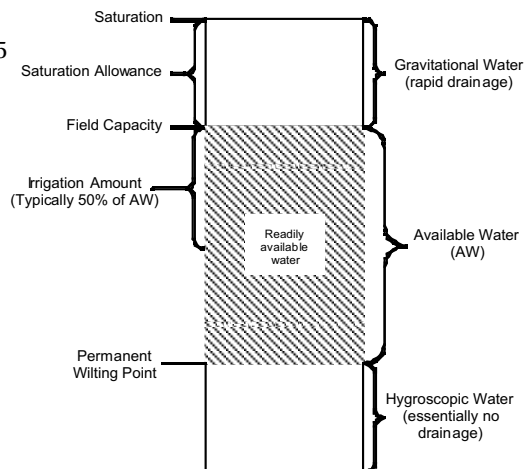 Saturation
5
Saturation Allowance
Gravitational Water
(rapid drainage)
Field Capacity
Irrigation Amount
(Typically 50% of AW)
Readily
available
water
Available Water
(AW)
Permanent
Wilting Point
Hygroscopic Water
(essentially no
drainage)